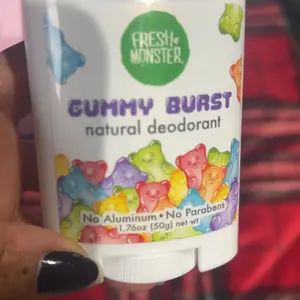 FRESH
MONSTER
GUMMY BURST
natural deodorant
No Aluminum • No Parabens
1.76oz (50g) net wt